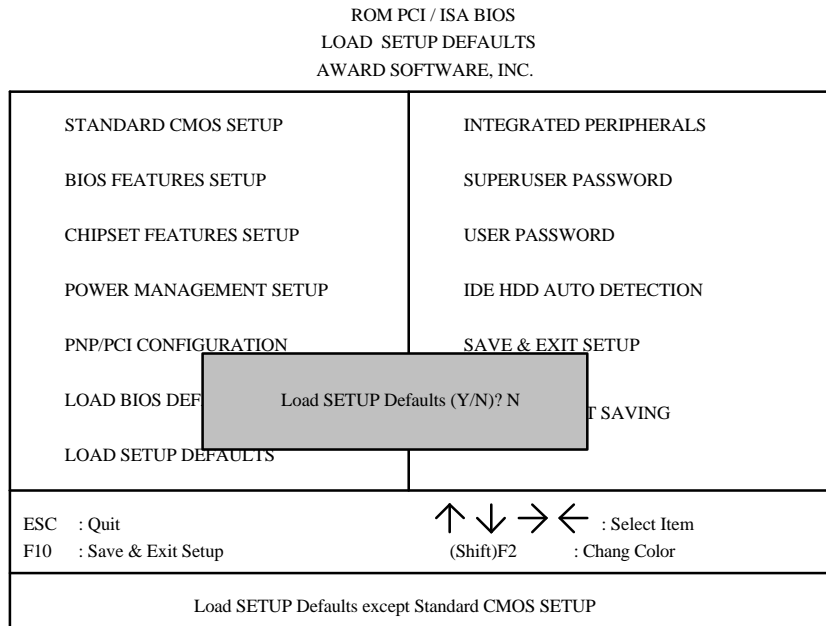 ROM PCI / ISA BIOS
LOAD SETUP DEFAULTS
AWARD SOFTWARE, INC.
STANDARD CMOS SETUP
BIOS FEATURES SETUP
CHIPSET FEATURES SETUP
POWER MANAGEMENT SETUP
PNP/PCI CONFIGURATION
LOAD BIOS DEF
LOAD SETUP DEFAULTS
INTEGRATED PERIPHERALS
SUPERUSER PASSWORD
USER PASSWORD
IDE HDD AUTO DETECTION
SAVE & EXIT SETUP
T SAVING
Load SETUP Defaults (Y/N)? N
ESC : Quit
F10 : Save & Exit Setup
↑ ↓ → ← : Select Item
(Shift)F2 : Chang Color
Load SETUP Defaults except Standard CMOS SETUP